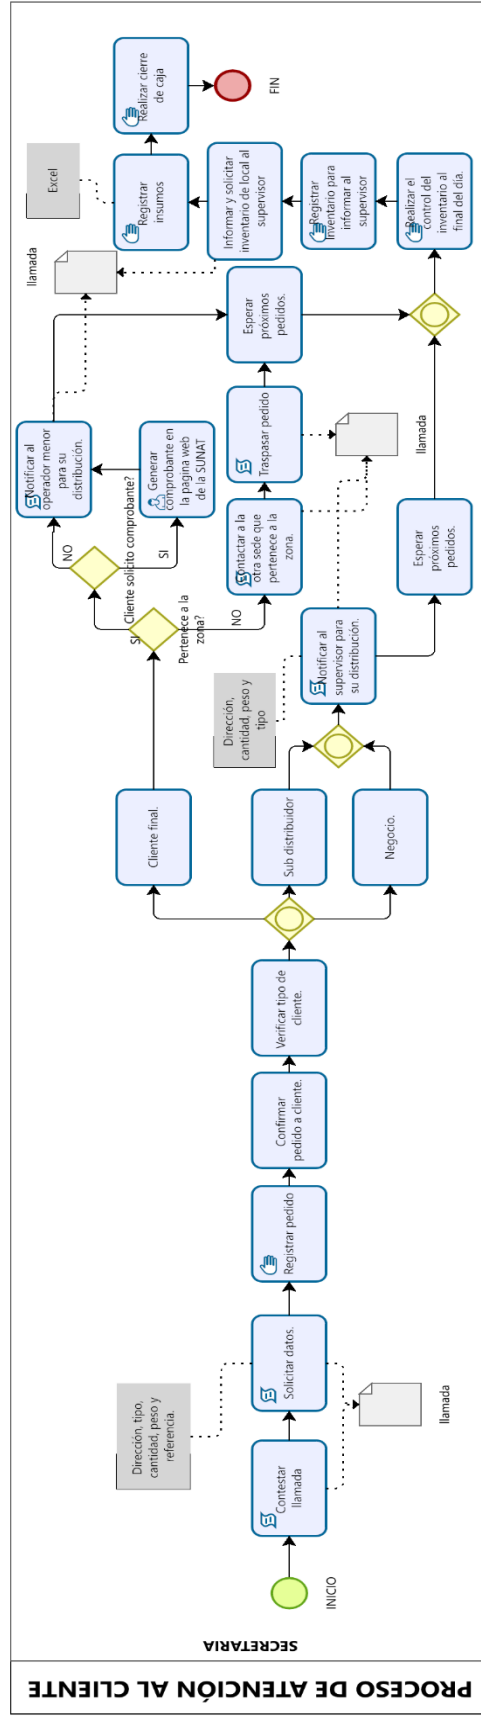 PROCESO DE ATENCIÓN AL CLIENTE
SECRETARIA
INICIO
Contestar
llamada
Dirección, tipo,
cantidad, peso y
referencia.
Solicitar datos.
llamada
Registrar pedido
Confirmar
pedido a cliente.
Verificar tipo de
cliente.
Cliente final.
Sub distribuidor
Negocio.
Pertenece a la
zona?
SI
NO
Cliente solicito comprobante?
NO
SI
Notificar al
operador menor
para su
distribución.
Generar
comprobante en
la página web
de la SUNAT
Contactar a la
otra sede que
pertenece a la
zona.
Traspasar pedido
Esperar
próximos
pedidos.
Dirección,
cantidad, peso y
tipo
Notificar al
supervisor para
su distribución.
llamada
Esperar
próximos
pedidos.
Realizar el
control del
inventario al
final del día.
Registrar
Inventario para
informar al
supervisor
Informar y solicitar
inventario de local al
supervisor
llamada
Registrar
insumos
Excel
Realizar cierre
de caja
FIN